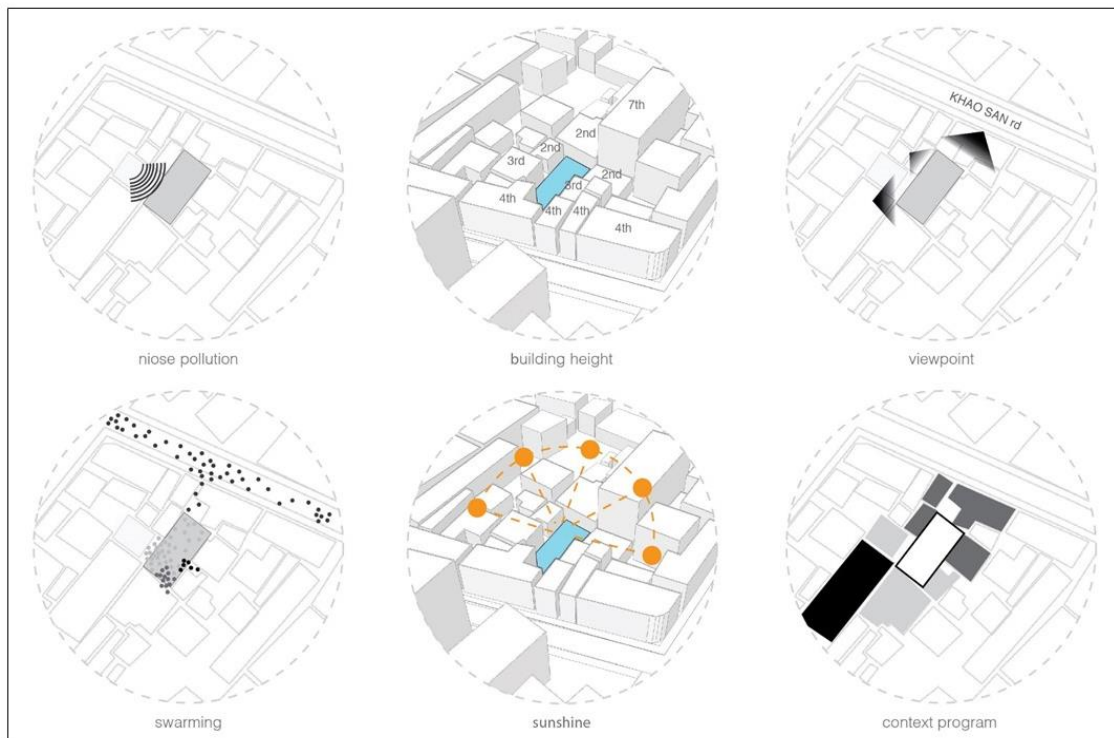 7th
2nd
2nd
3rd
2nd
3rd
4th
4th
4th
4th
KHAO SAN rd
niose pollution
building height
viewpoint
swarming
sunshine
context program